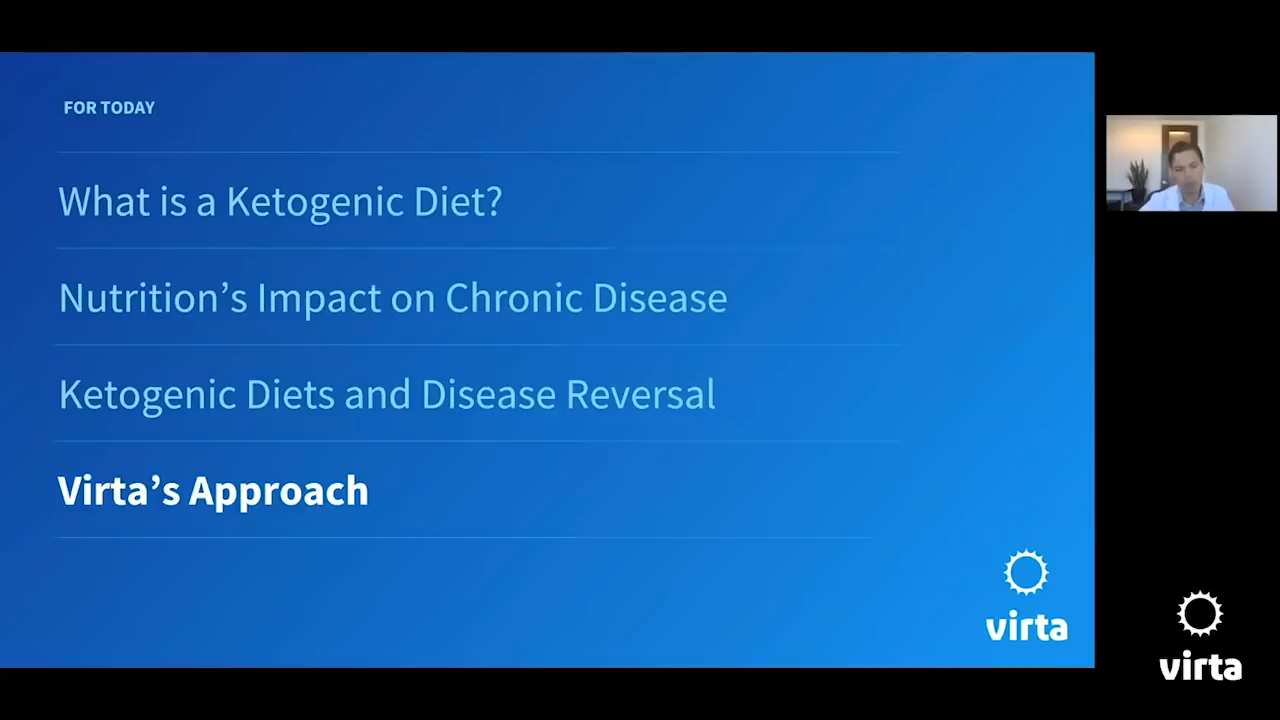 FOR TODAY
What is a Ketogenic Diet?
Nutrition’s Impact on Chronic Disease
Ketogenic Diets and Disease Reversal
Virta’s Approach
virta
virta